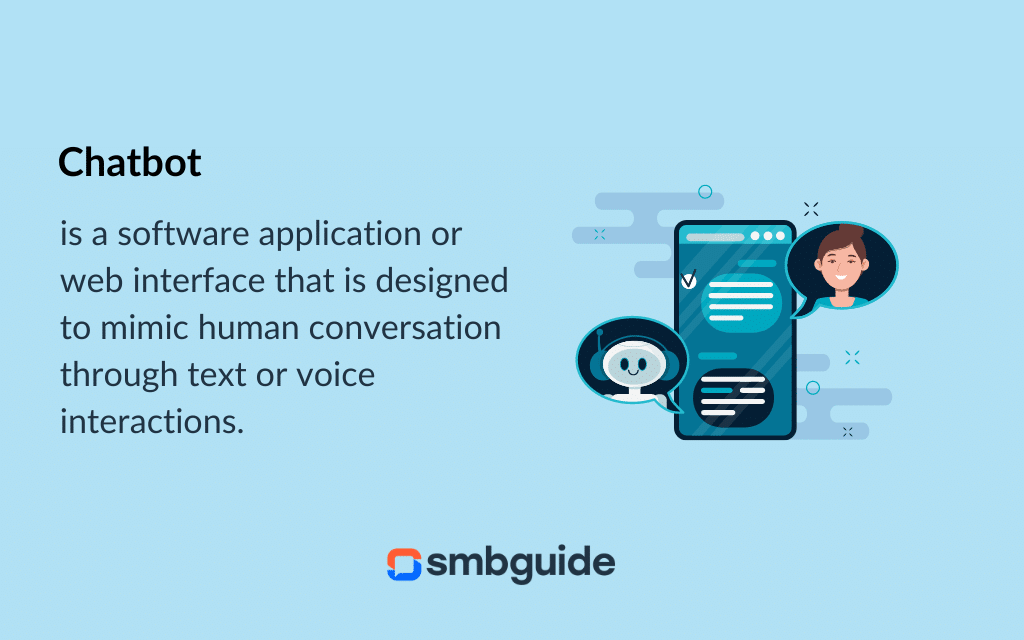 Chatbot
is a software application or
web interface that is designed
to mimic human conversation
through text or voice
interactions.
smbguide